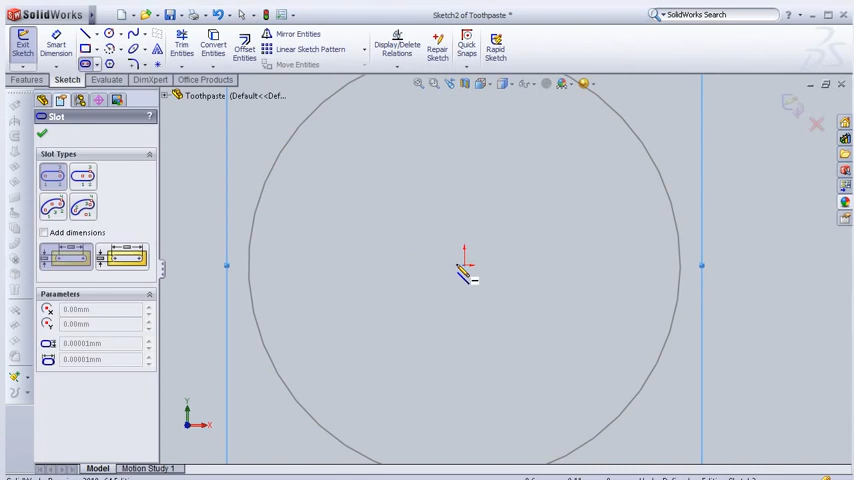 SolidWorks
Sketch2 of Toothpaste *
SolidWorks Search
?
Exit Sketch
Smart Dimension
Trim Entities
Convert Entities
Offset Entities
Mirror Entities
Linear Sketch Pattern
Move Entities
Display/Delete Relations
Repair Sketch
Quick Snaps
Rapid Sketch
Features
Sketch
Evaluate
DimXpert
Office Products
Toothpaste (Default<<Def...
Slot
?
Slot Types
Add dimensions
Parameters
0.00mm
0.00mm
0.00001mm
0.00001mm
Y
X
Model
Motion Study 1